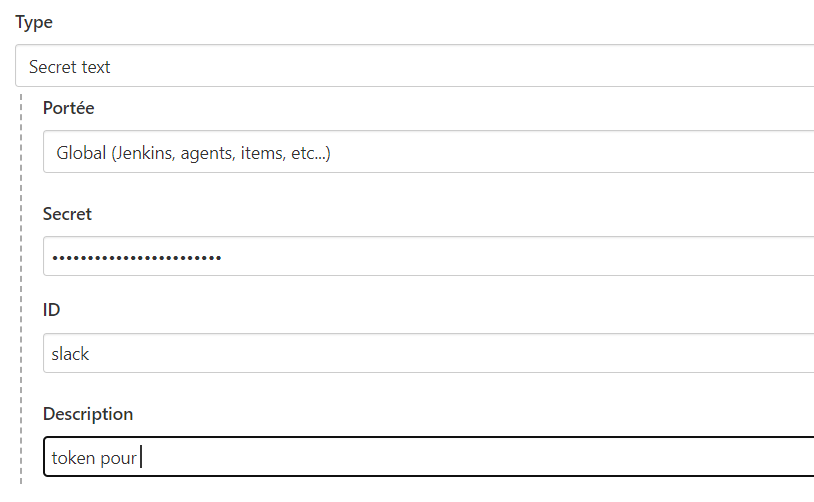 Type
Secret text
Portée
Global (Jenkins, agents, items, etc...)
Secret
••••••••••••••••••••••••
ID
slack
Description
token pour